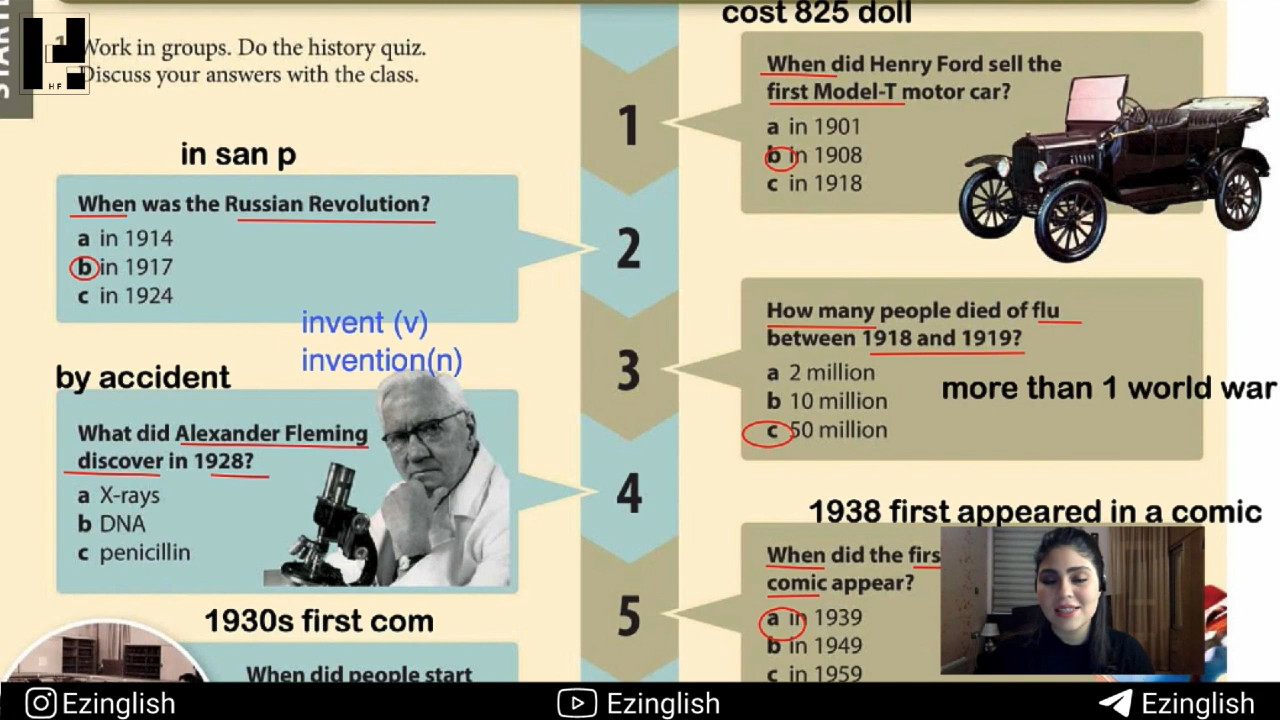 STARTE
HF
1 Work in groups. Do the history quiz.
Discuss your answers with the class.
cost 825 doll
1
When did Henry Ford sell the
first Model-T motor car?
a in 1901
b in 1908
c in 1918
in san p
When was the Russian Revolution?
a in 1914
b in 1917
c in 1924
2
invent (v)
invention(n)
3
How many people died of flu
between 1918 and 1919?
a 2 million
b 10 million
c 50 million
more than 1 world war
by accident
What did Alexander Fleming
discover in 1928?
a X-rays
b DNA
c penicillin
4
1938 first appeared in a comic
5
When did the firs
comic appear?
a in 1939
b in 1949
c in 1959
1930s first com
When did people start
Ezinglish
Ezinglish
Ezinglish